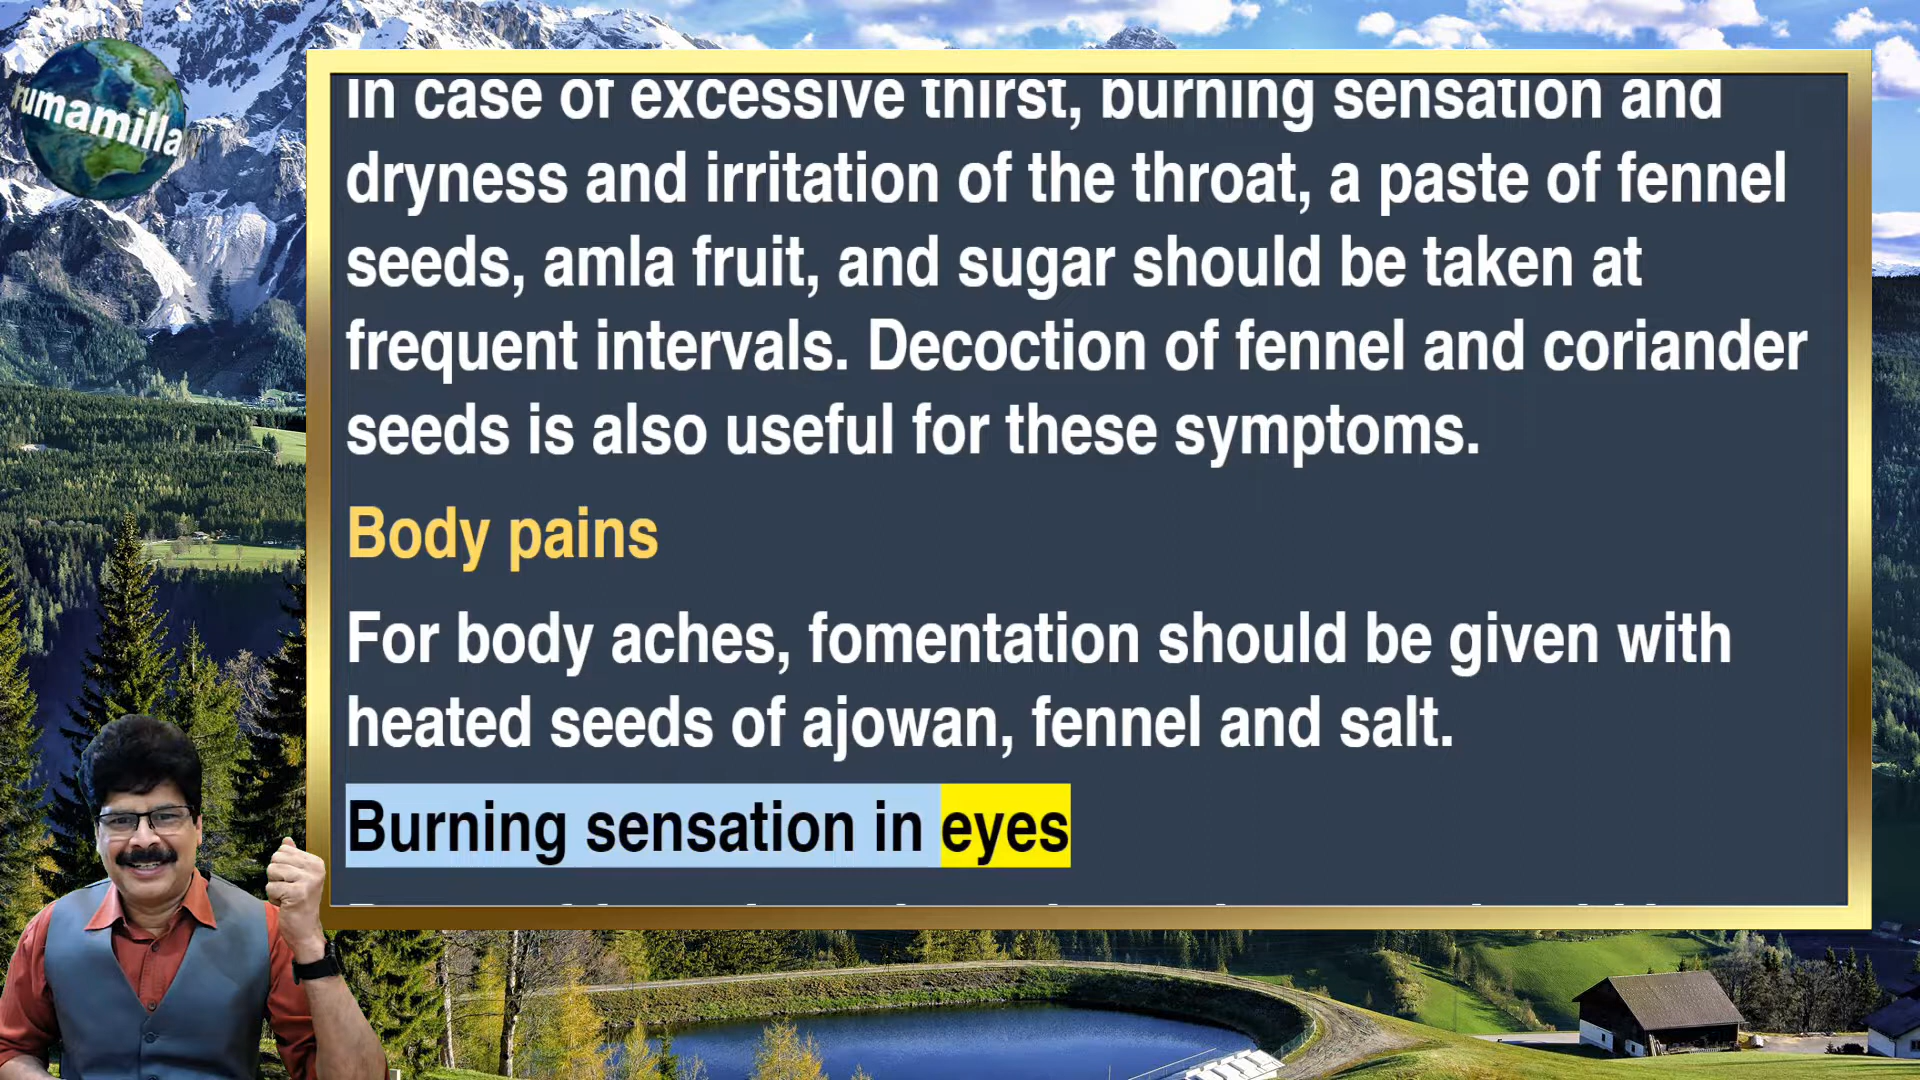 umamilla
In case of excessive thirst, burning sensation and
dryness and irritation of the throat, a paste of fennel
seeds, amla fruit, and sugar should be taken at
frequent intervals. Decoction of fennel and coriander
seeds is also useful for these symptoms.
Body pains
For body aches, fomentation should be given with
heated seeds of ajowan, fennel and salt.
Burning sensation in eyes